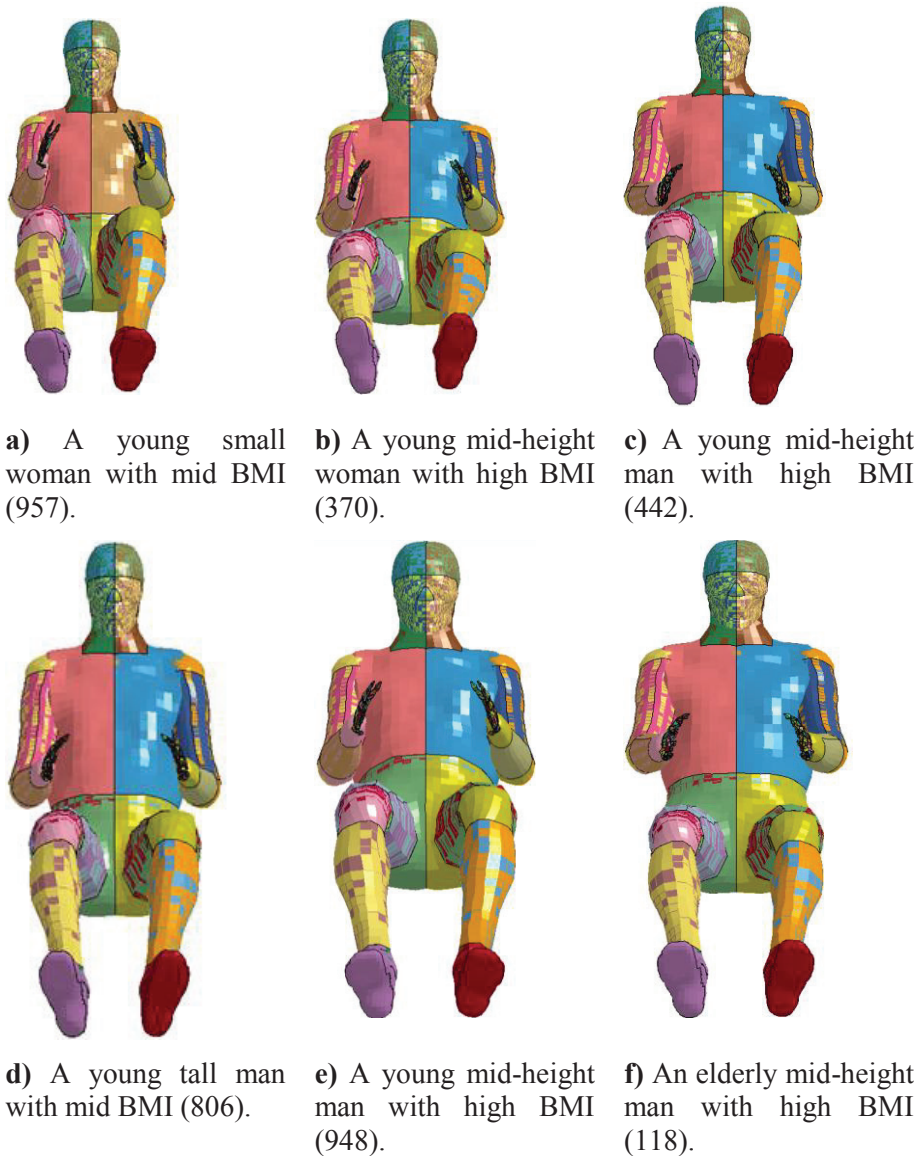 a) A young small
woman with mid BMI
(957).
b) A young mid-height
woman with high BMI
(370).
c) A young mid-height
man with high BMI
(442).
d) A young tall man
with mid BMI (806).
e) A young mid-height
man with high BMI
(948).
f) An elderly mid-height
man with high BMI
(118).